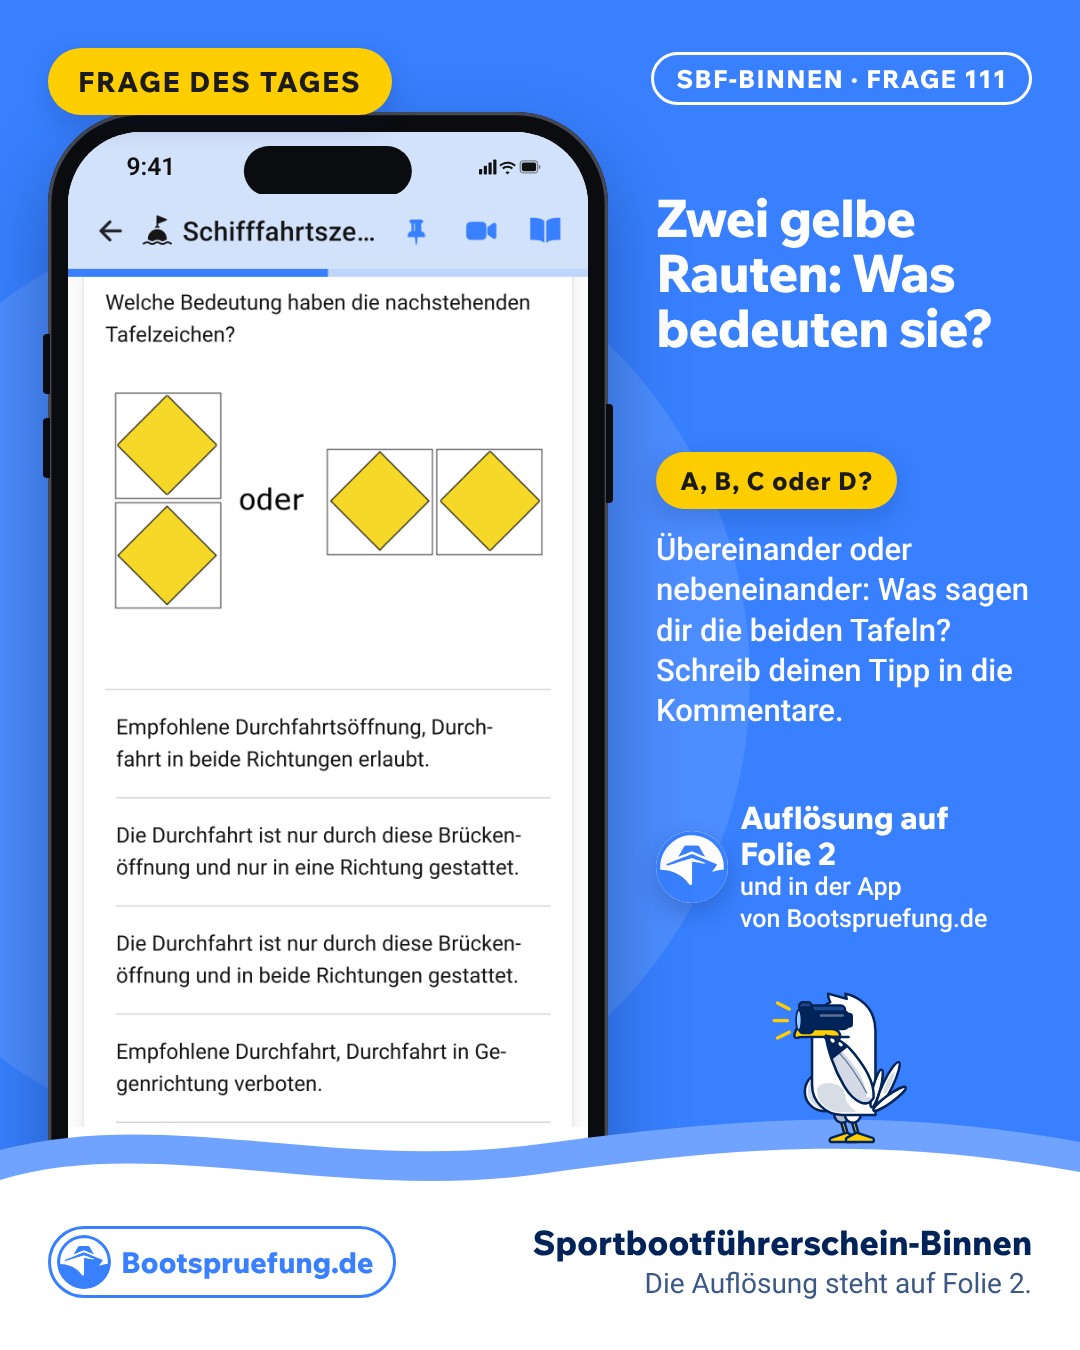 FRAGE DES TAGES
SBF-BINNEN · FRAGE 111
9:41
Schifffahrtsze...
Welche Bedeutung haben die nachstehenden
Tafelzeichen?
oder
Empfohlene Durchfahrtsöffnung, Durch-
fahrt in beide Richtungen erlaubt.
Die Durchfahrt ist nur durch diese Brücken-
öffnung und nur in eine Richtung gestattet.
Die Durchfahrt ist nur durch diese Brücken-
öffnung und in beide Richtungen gestattet.
Empfohlene Durchfahrt, Durchfahrt in Ge-
genrichtung verboten.
Zwei gelbe
Rauten: Was
bedeuten sie?
A, B, C oder D?
Übereinander oder
nebeneinander: Was sagen
dir die beiden Tafeln?
Schreib deinen Tipp in die
Kommentare.
Auflösung auf
Folie 2
und in der App
von Bootspruefung.de
Bootspruefung.de
Sportbootführerschein-Binnen
Die Auflösung steht auf Folie 2.